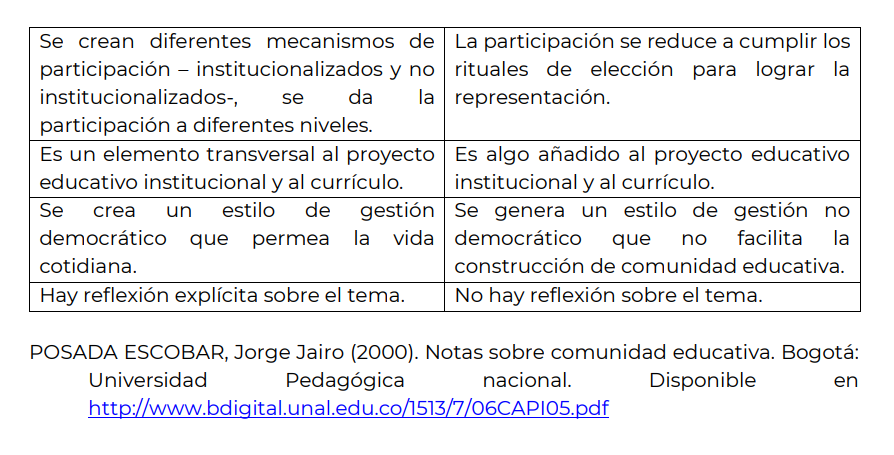 Se crean diferentes mecanismos de
participación – institucionalizados y no
institucionalizados-, se da la
participación a diferentes niveles.
La participación se reduce a cumplir los
rituales de elección para lograr la
representación.
Es un elemento transversal al proyecto
educativo institucional y al currículo.
Es algo añadido al proyecto educativo
institucional y al currículo.
Se crea un estilo de gestión
democrático que permea la vida
cotidiana.
Se genera un estilo de gestión no
democrático que no facilita la
construcción de comunidad educativa.
Hay reflexión explícita sobre el tema.
No hay reflexión sobre el tema.
POSADA ESCOBAR, Jorge Jairo (2000). Notas sobre comunidad educativa. Bogotá:
Universidad Pedagógica nacional. Disponible en
http://www.bdigital.unal.edu.co/1513/7/06CAPI05.pdf